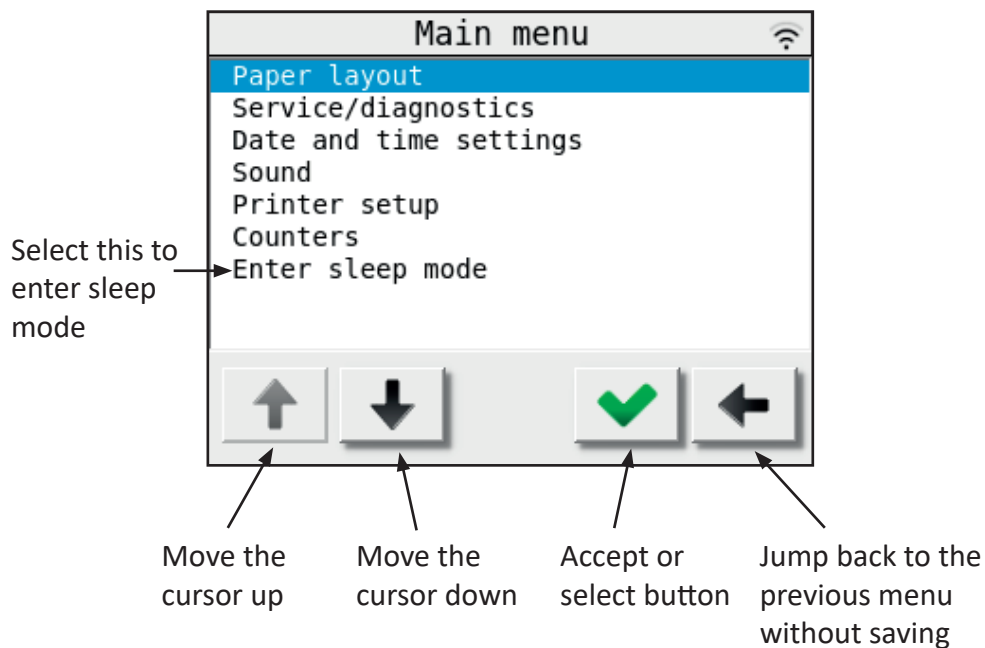 Main menu
Paper layout
Service/diagnostics
Date and time settings
Sound
Printer setup
Counters
Enter sleep mode
Select this to
enter sleep
mode
Move the
cursor up
Move the
cursor down
Accept or
select button
Jump back to the
previous menu
without saving